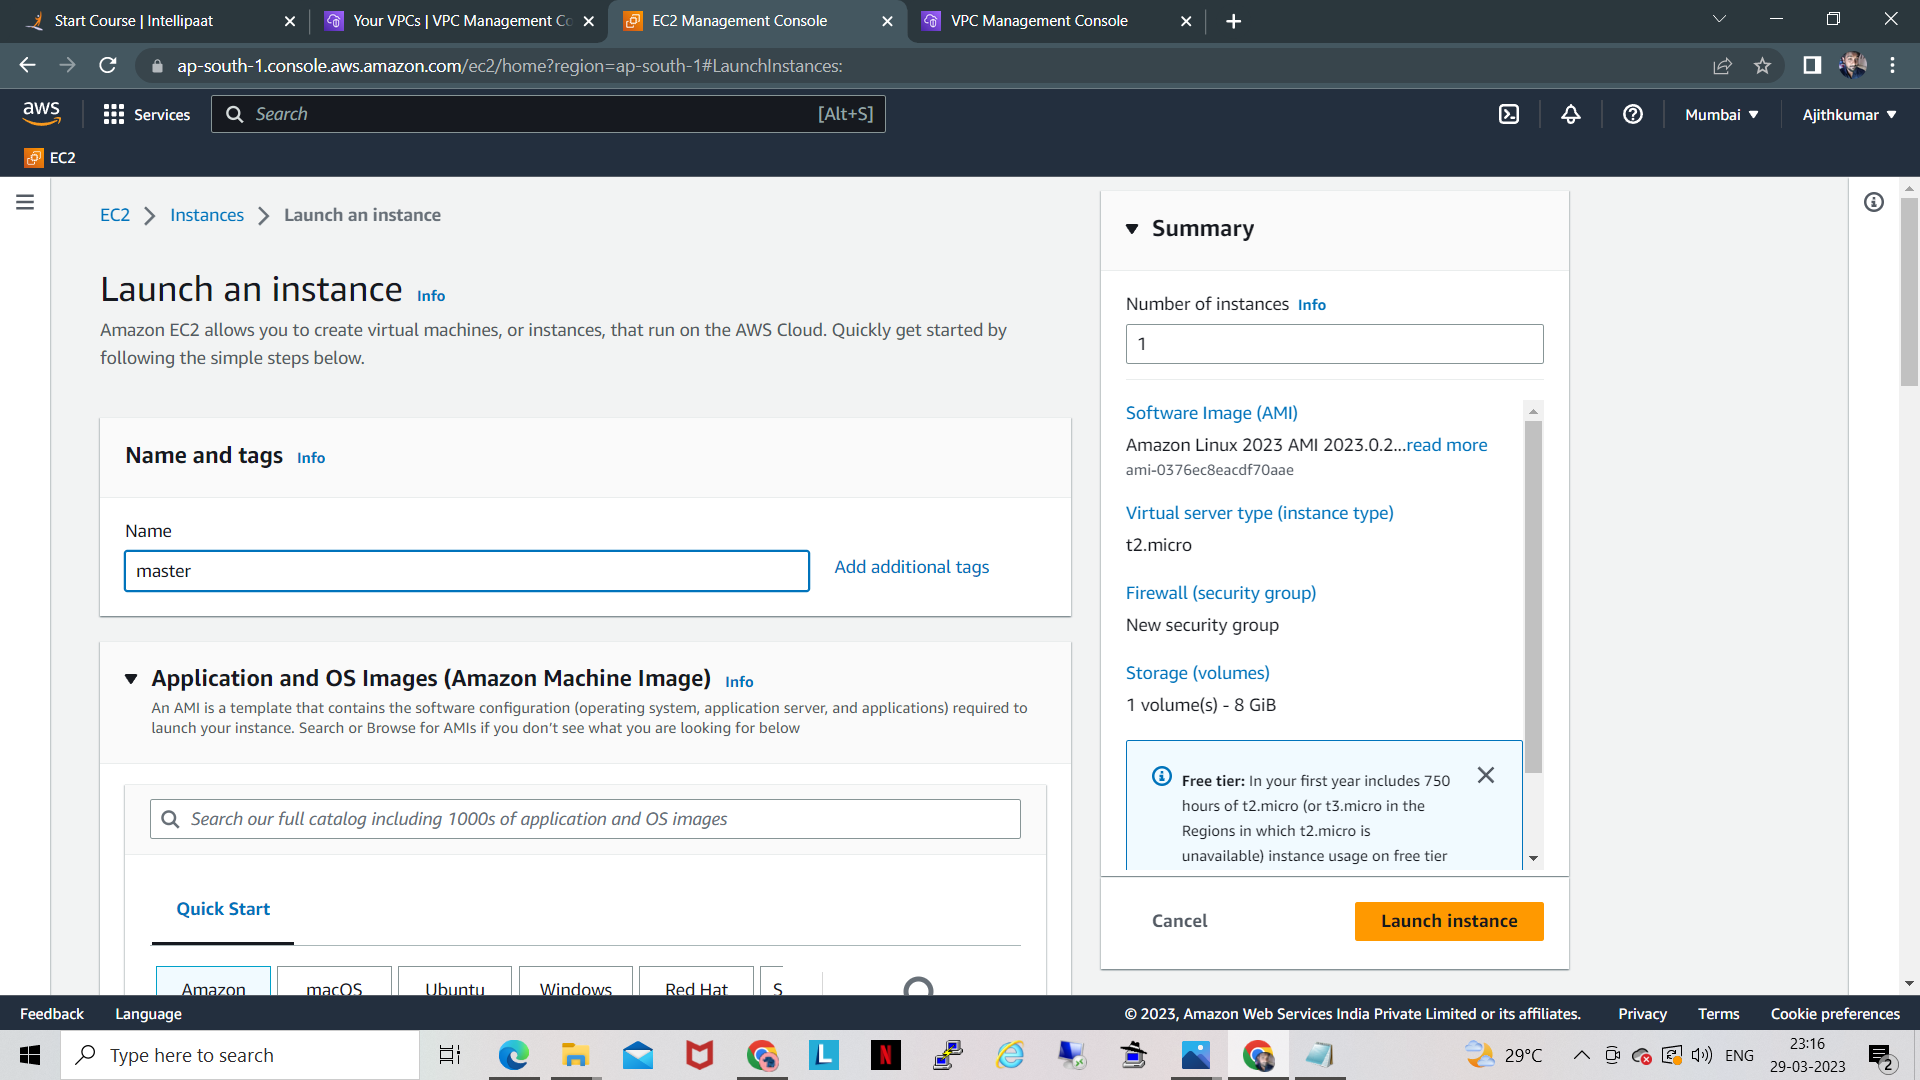 Start Course | Intellipaat
Your VPCs | VPC Management Co
EC2 Management Console
VPC Management Console
ap-south-1.console.aws.amazon.com/ec2/home?region=ap-south-1#LaunchInstances:
aws
Services
Search
[Alt+S]
Mumbai
Ajithkumar
EC2
EC2
Instances
Launch an instance
Launch an instance Info
Amazon EC2 allows you to create virtual machines, or instances, that run on the AWS Cloud. Quickly get started by
following the simple steps below.
Name and tags Info
Name
master
Add additional tags
Application and OS Images (Amazon Machine Image) Info
An AMI is a template that contains the software configuration (operating system, application server, and applications) required to
launch your instance. Search or Browse for AMIs if you don't see what you are looking for below
Search our full catalog including 1000s of application and OS images
Quick Start
Amazon
macOS
Ubuntu
Windows
Red Hat
S
Summary
Number of instances Info
1
Software Image (AMI)
Amazon Linux 2023 AMI 2023.0.2...read more
ami-0376ec8eacdf70aae
Virtual server type (instance type)
t2.micro
Firewall (security group)
New security group
Storage (volumes)
1 volume(s) - 8 GiB
Free tier: In your first year includes 750
hours of t2.micro (or t3.micro in the
Regions in which t2.micro is
unavailable) instance usage on free tier
Cancel
Launch instance
Feedback
Language
© 2023, Amazon Web Services India Private Limited or its affiliates.
Privacy
Terms
Cookie preferences
Type here to search
L
N
29°C
ENG
23:16
29-03-2023
2